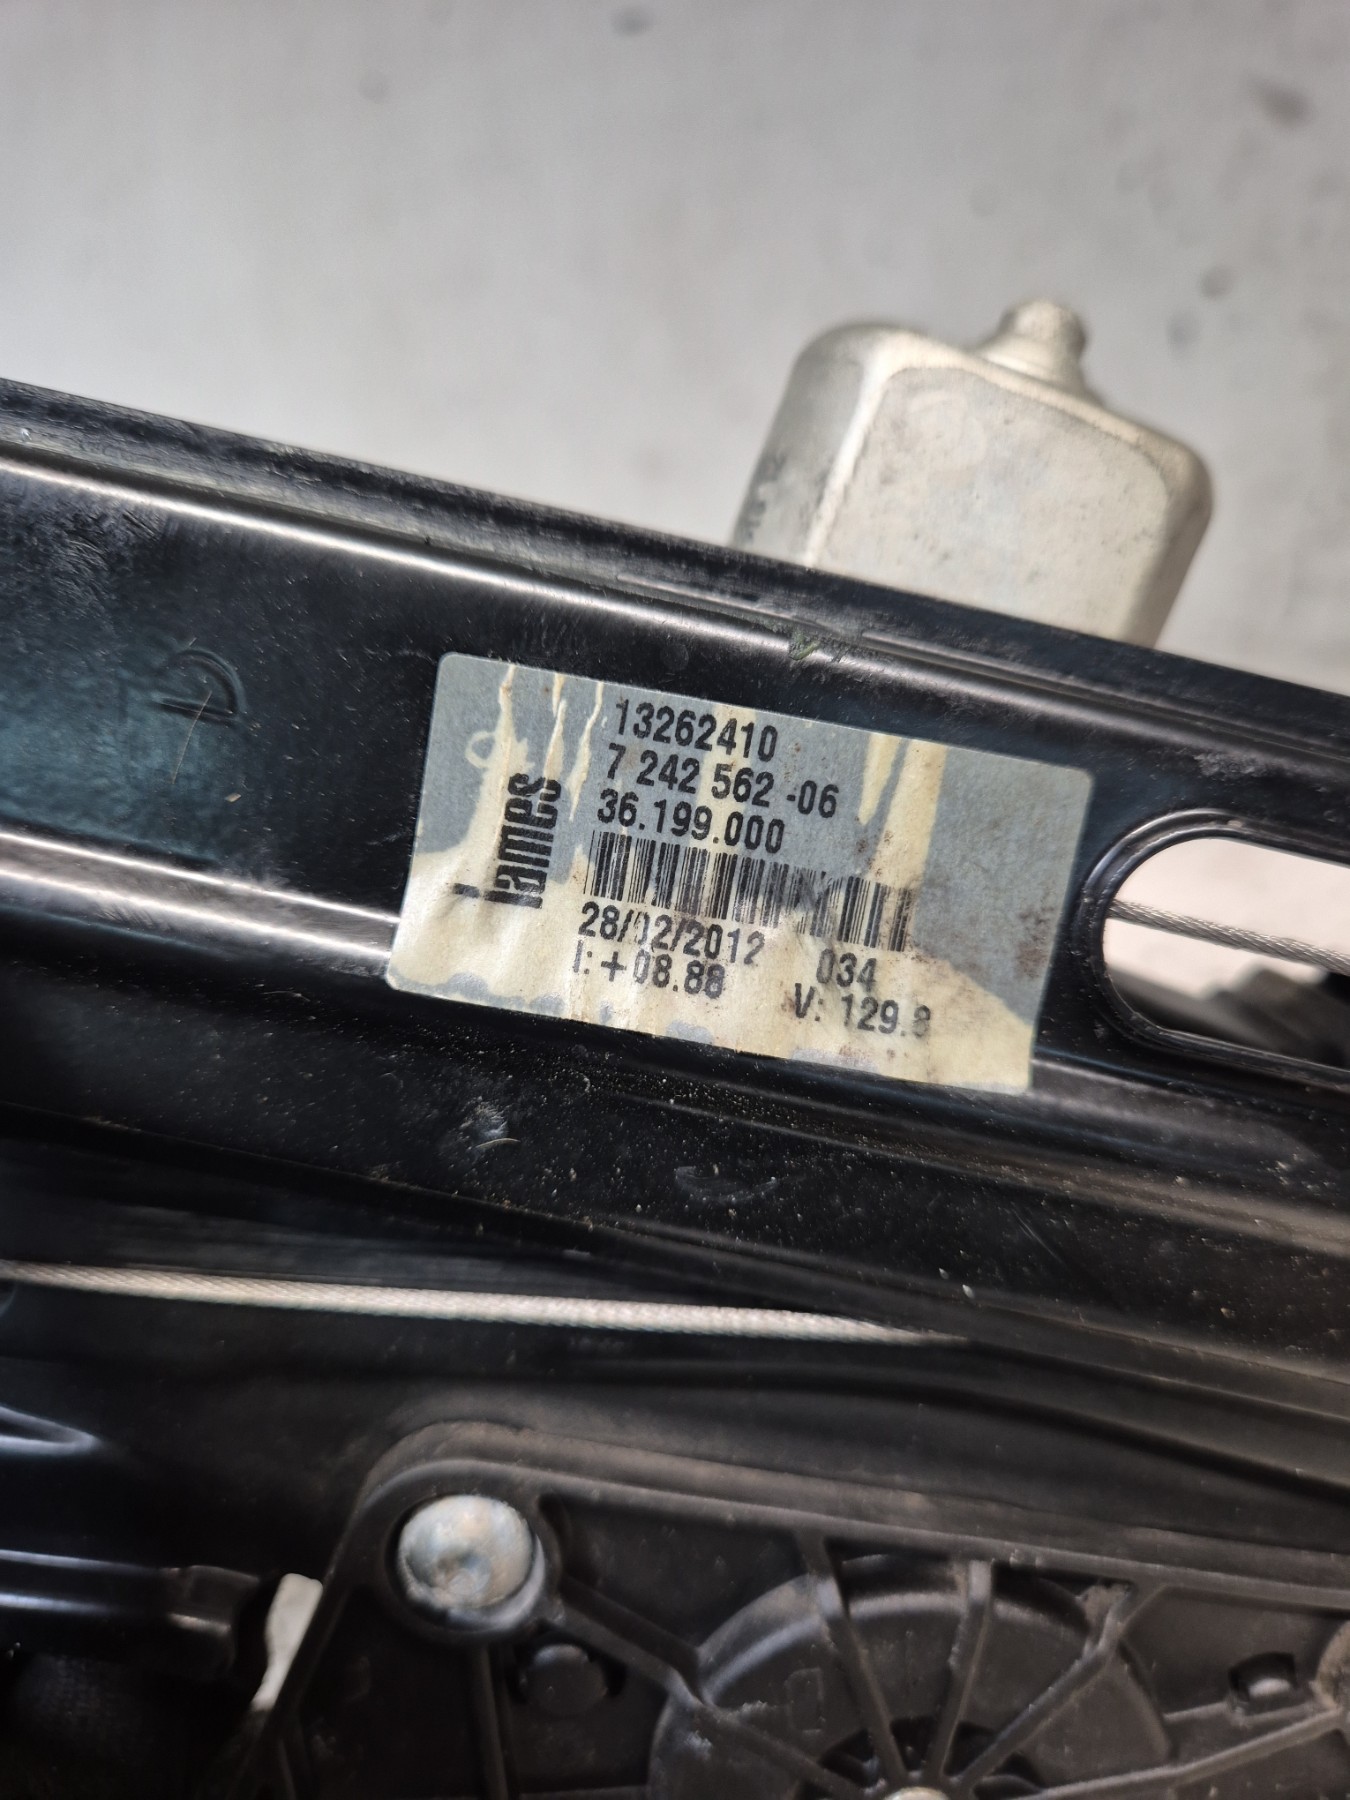 lames
13262410
7 242 562 -06
36.199.000
28/02/2012 034
I: +08.88 V: 129.8